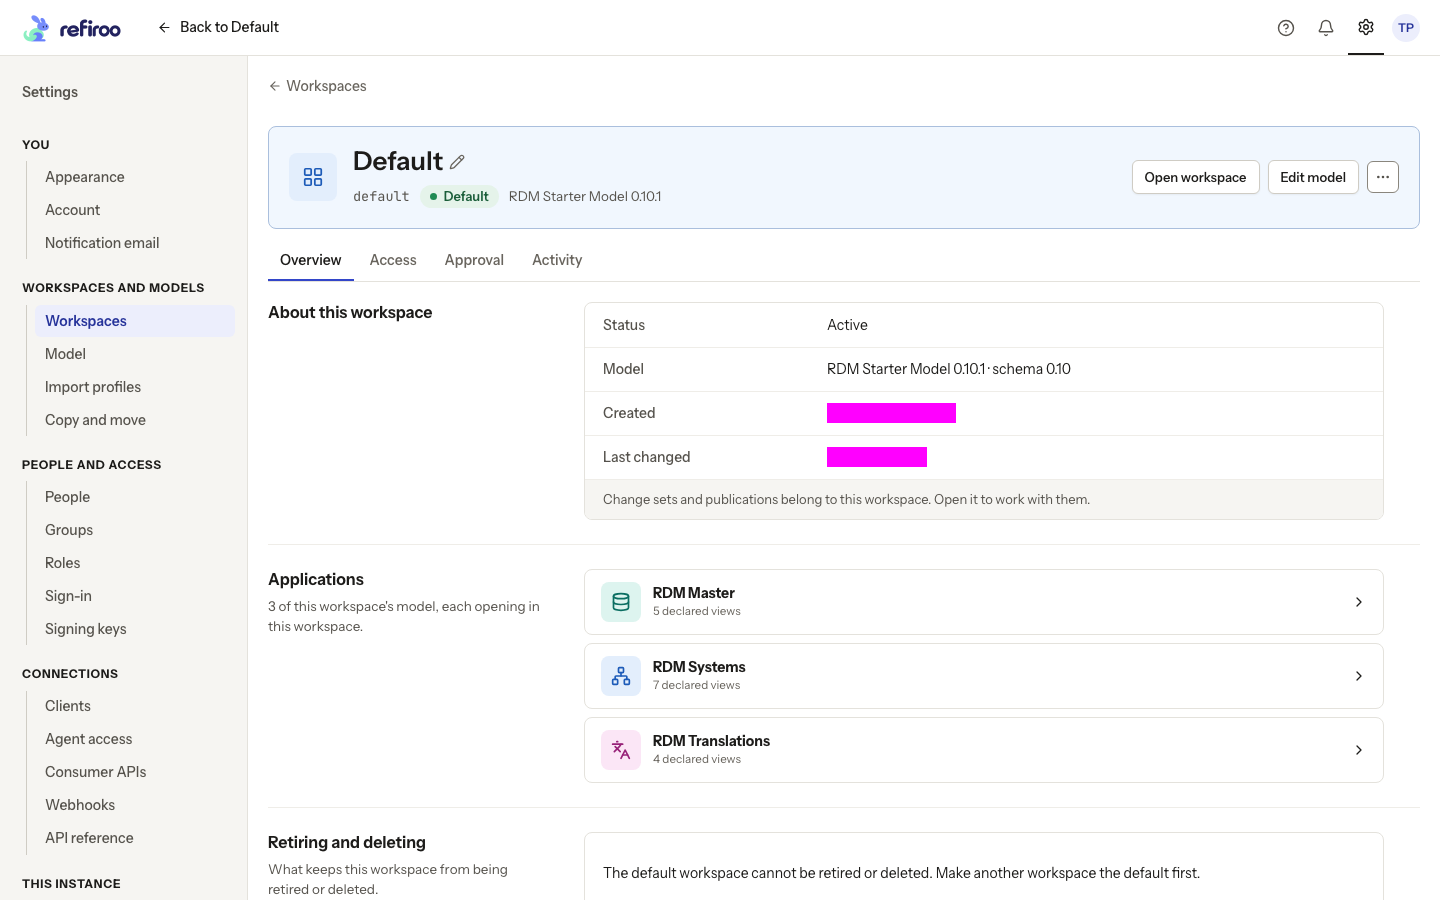 refiroo
Back to Default
TP
Settings
YOU
Appearance
Account
Notification email
WORKSPACES AND MODELS
Workspaces
Model
Import profiles
Copy and move
PEOPLE AND ACCESS
People
Groups
Roles
Sign-in
Signing keys
CONNECTIONS
Clients
Agent access
Consumer APIs
Webhooks
API reference
THIS INSTANCE
Workspaces
Default
default
Default
RDM Starter Model 0.10.1
Open workspace
Edit model
Overview
Access
Approval
Activity
About this workspace
Status
Active
Model
RDM Starter Model 0.10.1 · schema 0.10
Created
Last changed
Change sets and publications belong to this workspace. Open it to work with them.
Applications
3 of this workspace's model, each opening in
this workspace.
RDM Master
5 declared views
RDM Systems
7 declared views
RDM Translations
4 declared views
Retiring and deleting
What keeps this workspace from being
retired or deleted.
The default workspace cannot be retired or deleted. Make another workspace the default first.